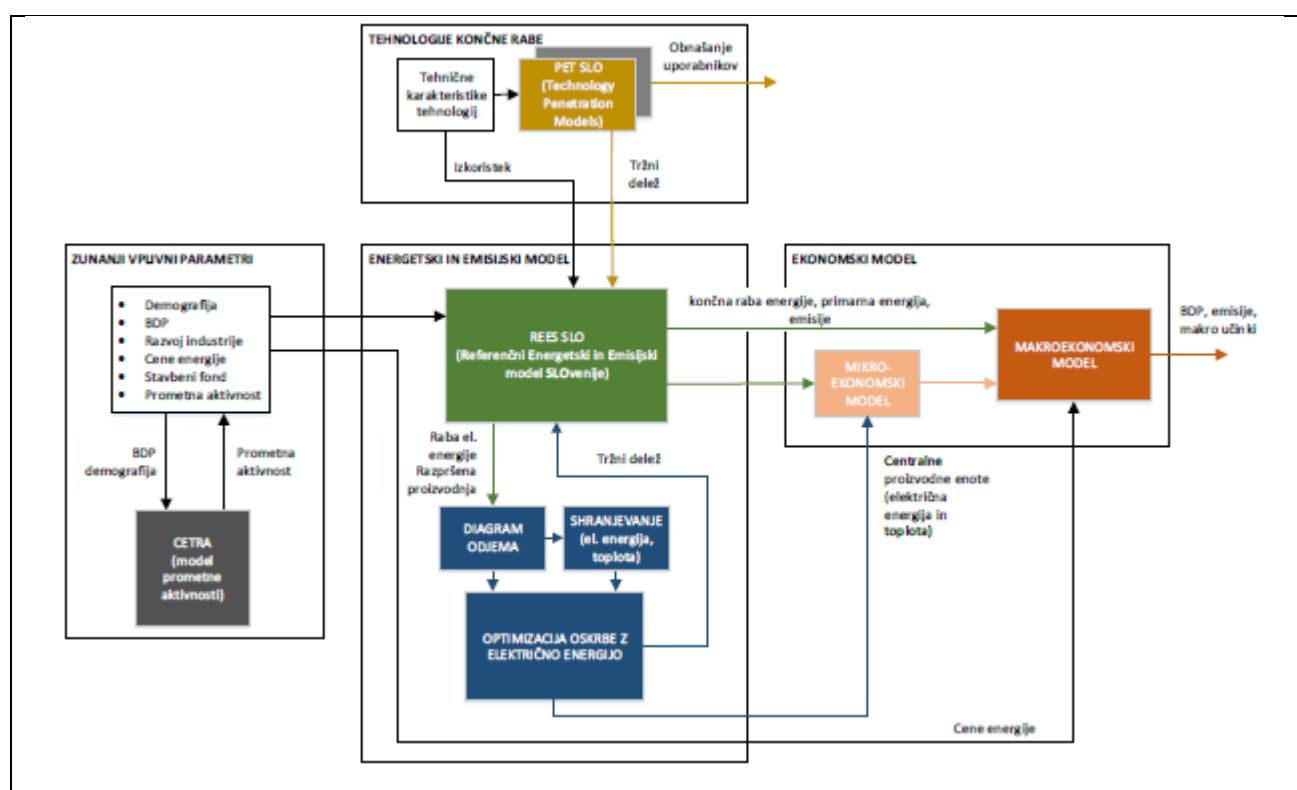 TEHNOLOGIJE KONČNE RABE
Tehnične
karakteristike
tehnologij
PET SLO
(Technology
Penetration
Models)
Obnašanje
uporabnikov
Izkoristek
Tržni
delež
ZUNANJI VPLIVNI PARAMETRI
• Demografija
• BDP
• Razvoj industrije
• Cene energije
• Stavbeni fond
• Prometna aktivnost
BDP
demografija
Prometna
aktivnost
CETRA
(model
prometne
aktivnosti)
ENERGETSKI IN EMISIJSKI MODEL
REES SLO
(Referenčni Energetski in Emisijski
model SLOvenije)
Raba el.
energije
Razpršena
proizvodnja
Tržni delež
DIAGRAM
ODJEMA
SHRANJEVANJE
(el. energija,
toplota)
OPTIMIZACIJA OSKRBE Z
ELEKTRIČNO ENERGIJO
EKONOMSKI MODEL
končna raba energije, primarna energija,
emisije
MIKRO-
EKONOMSKI
MODEL
MAKROEKONOMSKI
MODEL
BDP, emisije,
makro učinki
Centralne
proizvodne enote
(električna
energija in
toplota)
Cene energije